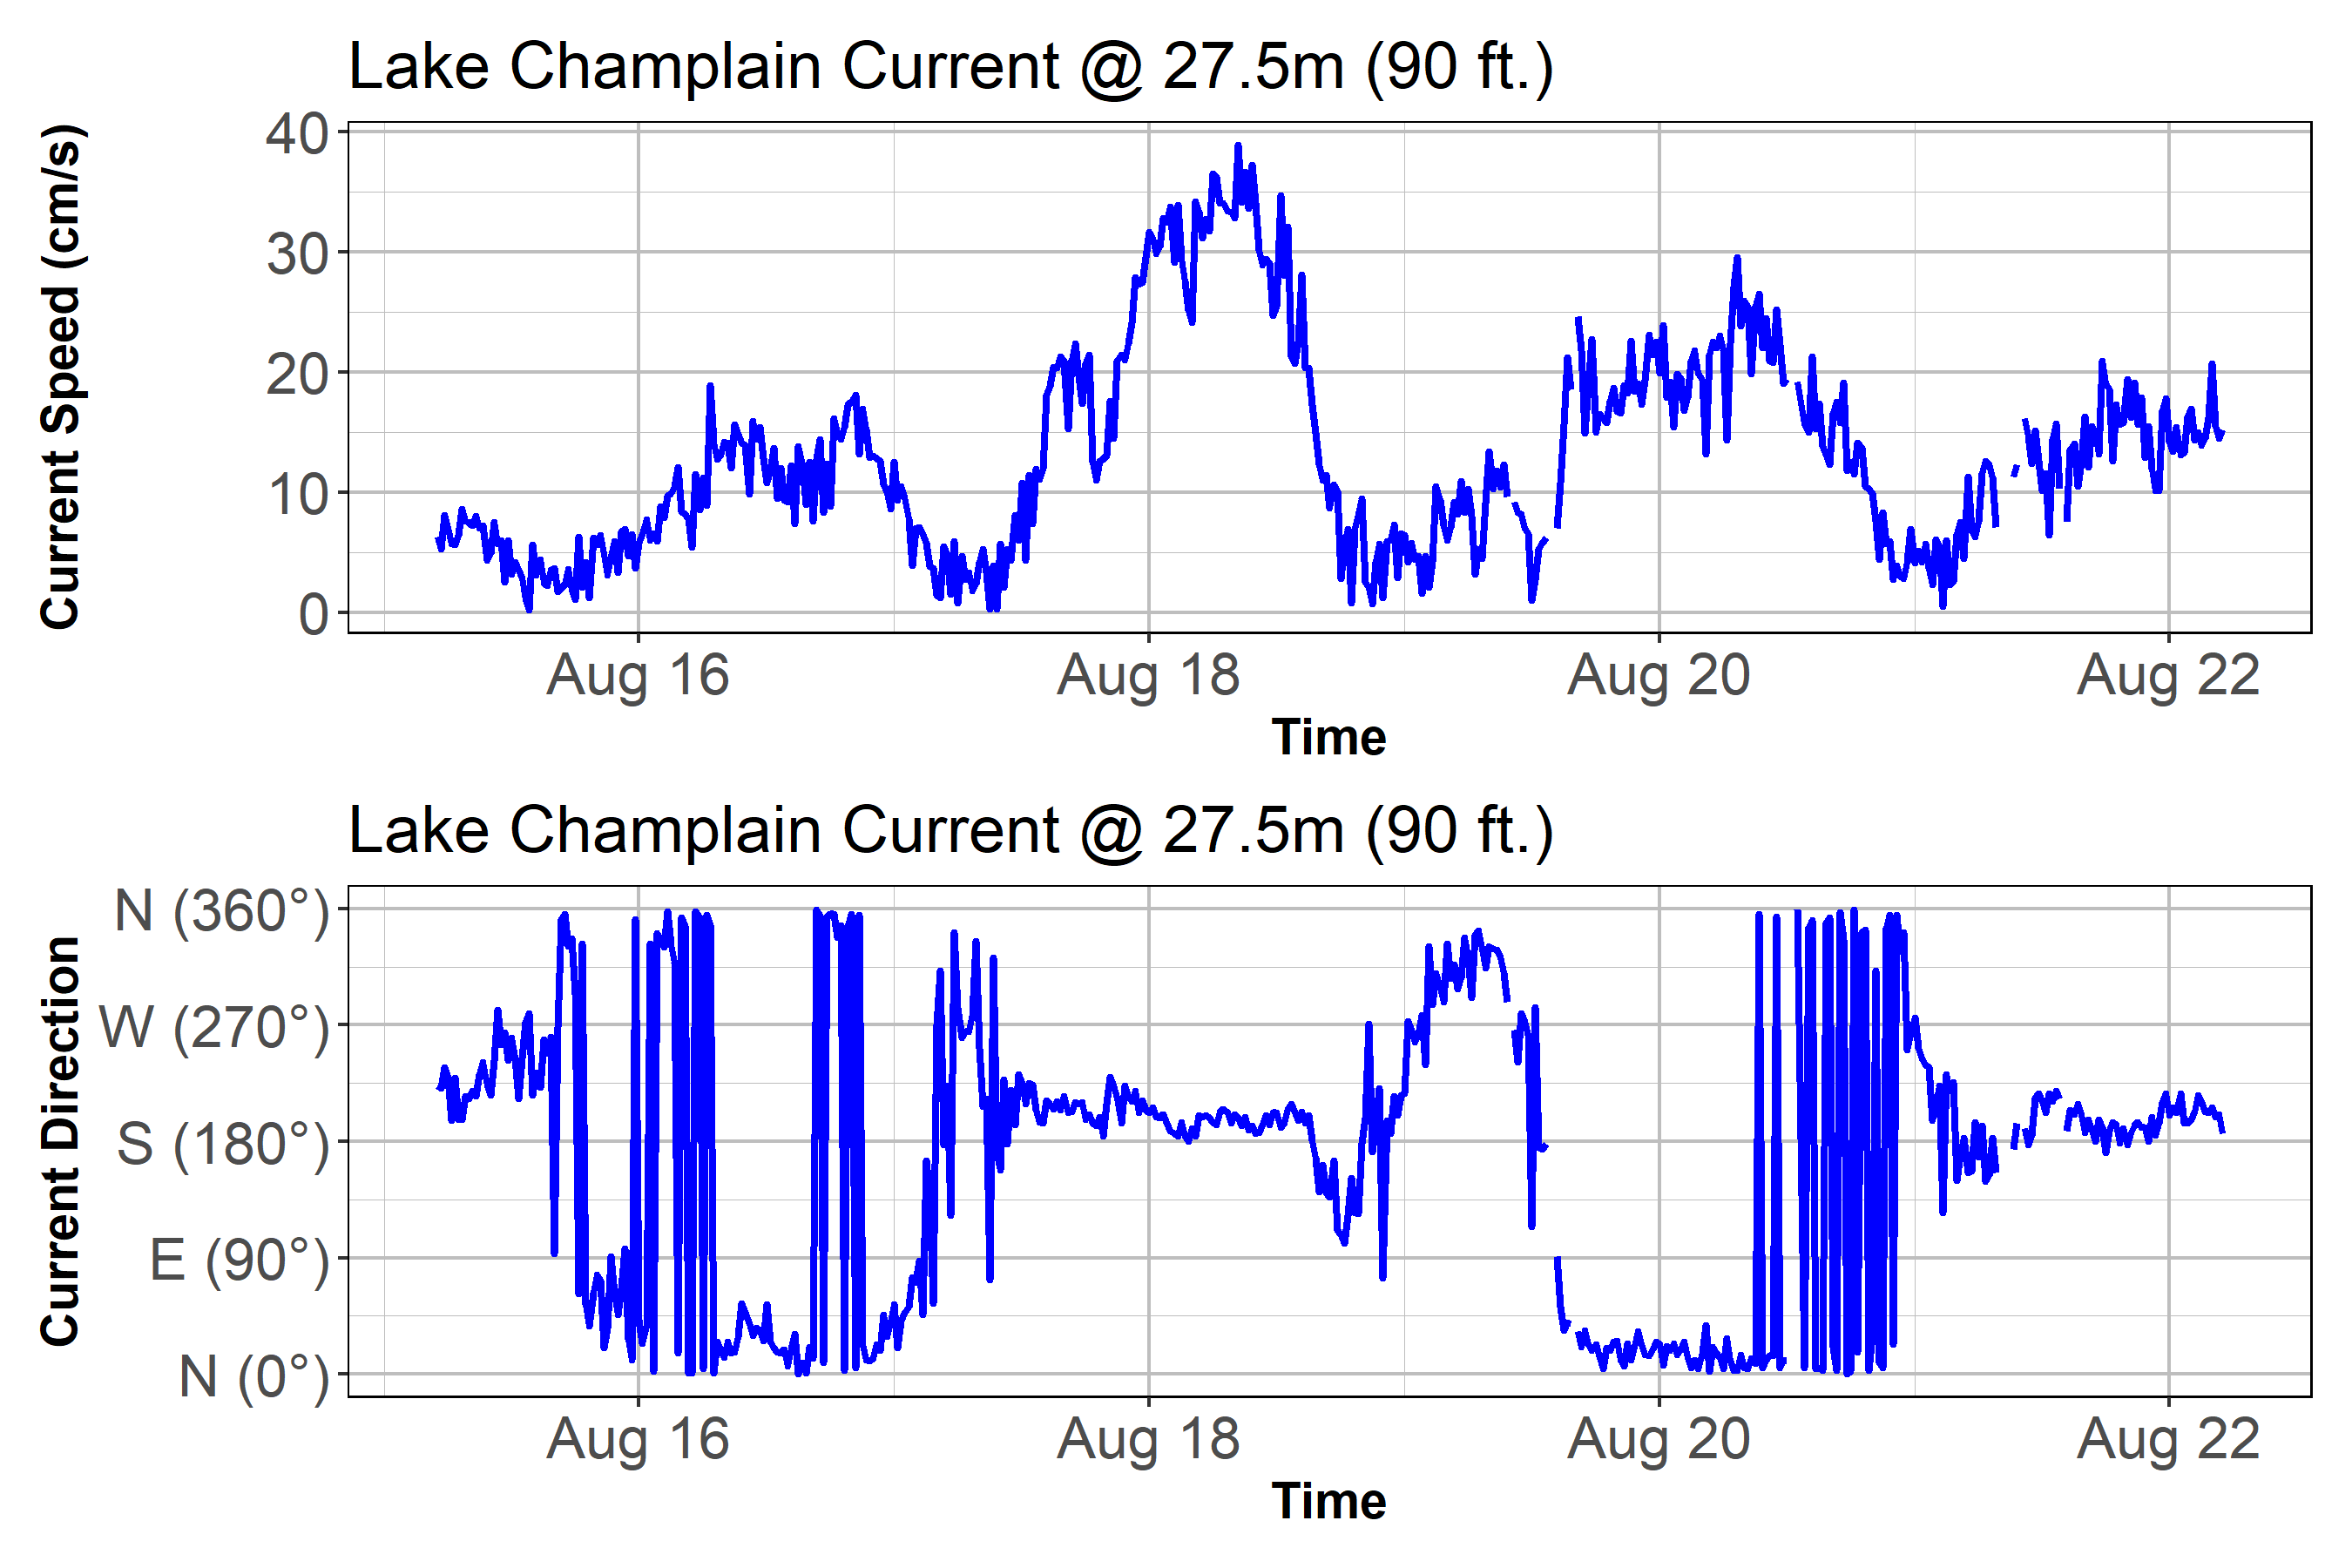 Lake Champlain Current @ 27.5m (90 ft.)
Current Speed (cm/s)
40
30
20
10
0
Aug 16 Aug 18 Aug 20 Aug 22
Time
Lake Champlain Current @ 27.5m (90 ft.)
Current Direction
N (360°)
W (270°)
S (180°)
E (90°)
N (0°)
Aug 16 Aug 18 Aug 20 Aug 22
Time